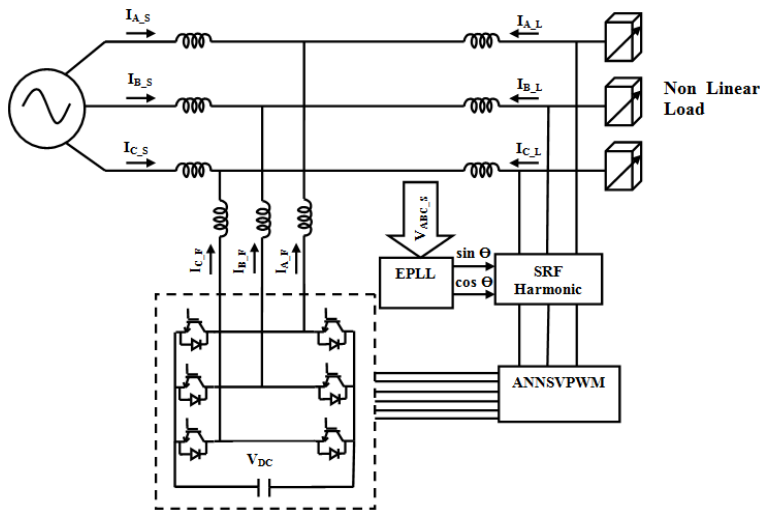 I_A_S
I_A_L
I_B_S
I_B_L
Non Linear
Load
I_C_S
I_C_L
V_ABC_s
I_C_F
I_B_F
I_A_F
EPLL
sin Θ
cos Θ
SRF
Harmonic
ANNSVPWM
V_DC